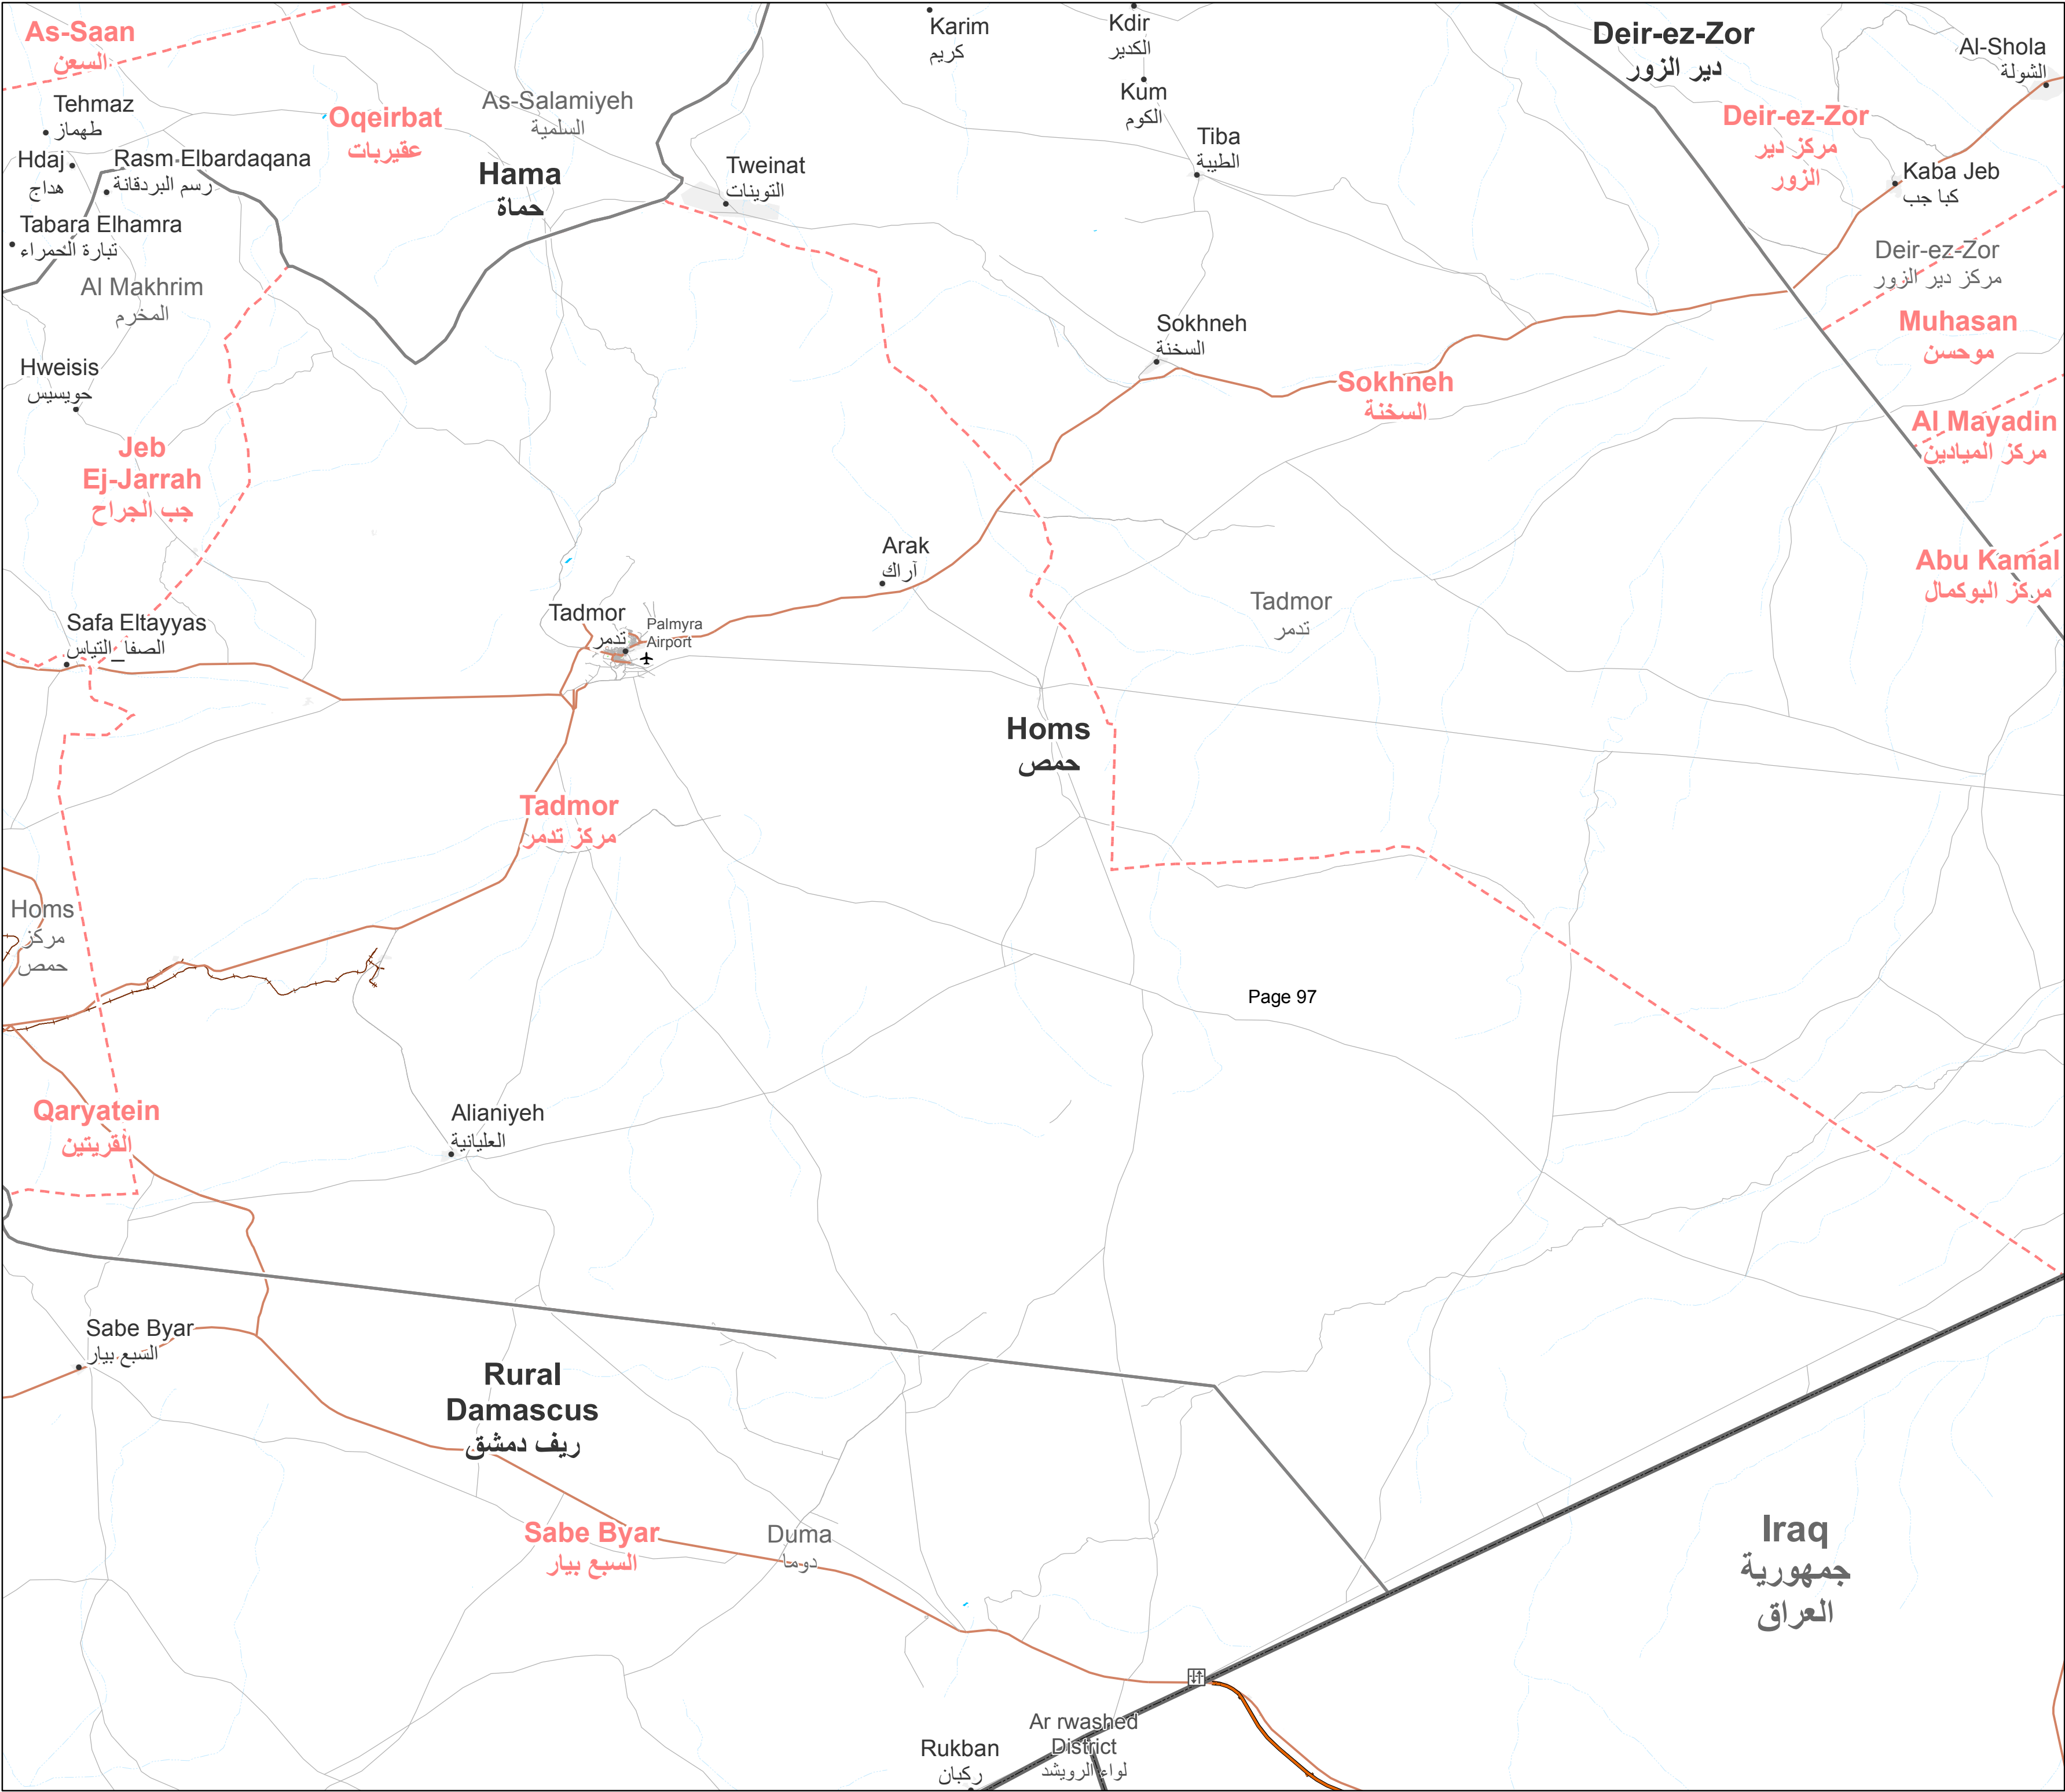 As-Saan
السعن
Karim
كريم
Kdir
الكدير
Deir-ez-Zor
دير الزور
Al-Shola
الشولة
Tehmaz
طهماز
Oqeirbat
عقيربات
As-Salamiyeh
السلمية
Kum
الكوم
Deir-ez-Zor
مركز دير
الزور
Hdaj
هداج
Rasm Elbardaqana
رسم البردقانة
Hama
حماة
Tweinat
التوينات
Tiba
الطيبة
Kaba Jeb
كبا جب
Tabara Elhamra
تبارة الحمراء
Al Makhrim
المخرم
Deir-ez-Zor
مركز دير الزور
Sokhneh
السخنة
Muhasan
موحسن
Hweisis
حويسيس
Sokhneh
السخنة
Al Mayadin
مركز الميادين
Jeb
Ej-Jarrah
جب الجراح
Arak
آراك
Abu Kamal
مركز البوكمال
Safa Eltayyas
الصفا_التياس
Tadmor
تدمر
Palmyra
Airport
Tadmor
تدمر
Homs
حمص
Tadmor
مركز تدمر
Homs
مركز
حمص
Page 97
Qaryatein
القريتين
Alianiyeh
العليانية
Sabe Byar
السبع بيار
Rural
Damascus
ريف دمشق
Sabe Byar
السبع بيار
Duma
دوما
Iraq
جمهورية
العراق
Ar rwashed
District
لواء الرويشد
Rukban
ركبان